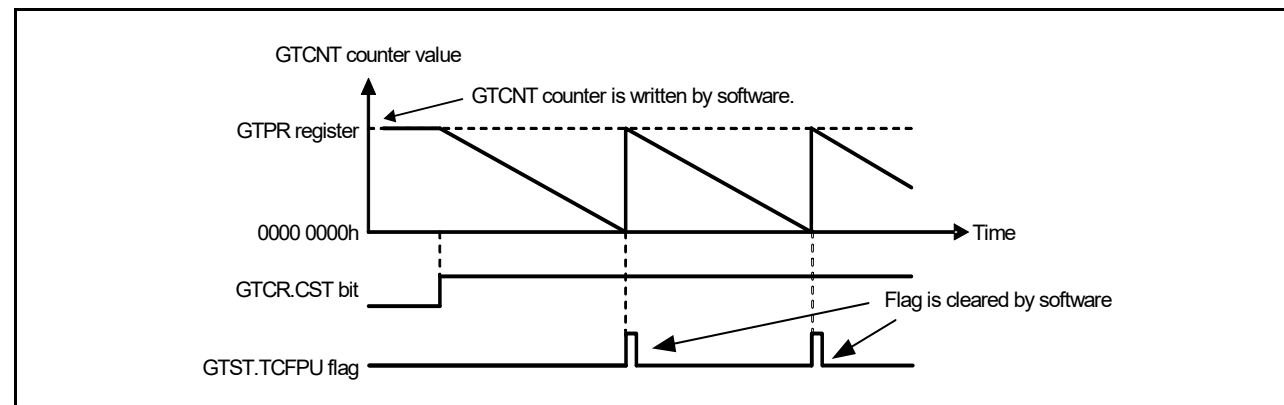 GTCNT counter value
GTCNT counter is written by software.
GTPR register
0000 0000h
Time
GTCR.CST bit
Flag is cleared by software
GTST.TCFPU flag